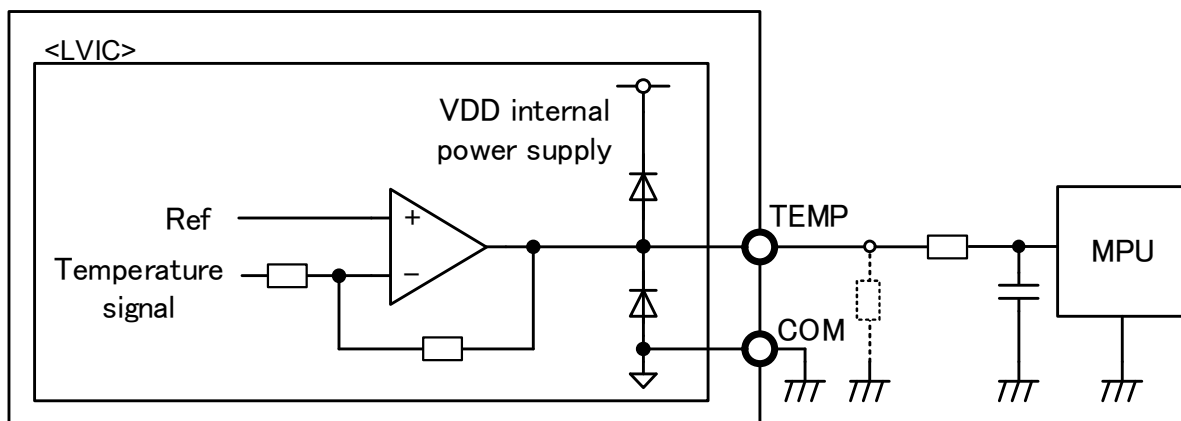 <LVIC>
VDD internal
power supply
Ref
+
Temperature
signal
−
TEMP
MPU
COM